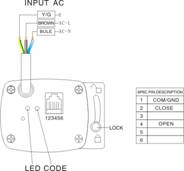 INPUT AC
Y/G E
BROWN AC-L
BULE AC-N
123456
LOCK
LED CODE
SPEC PIN DESCRIPTION
1 COM/GND
2 CLOSE
3
4 OPEN
5
6